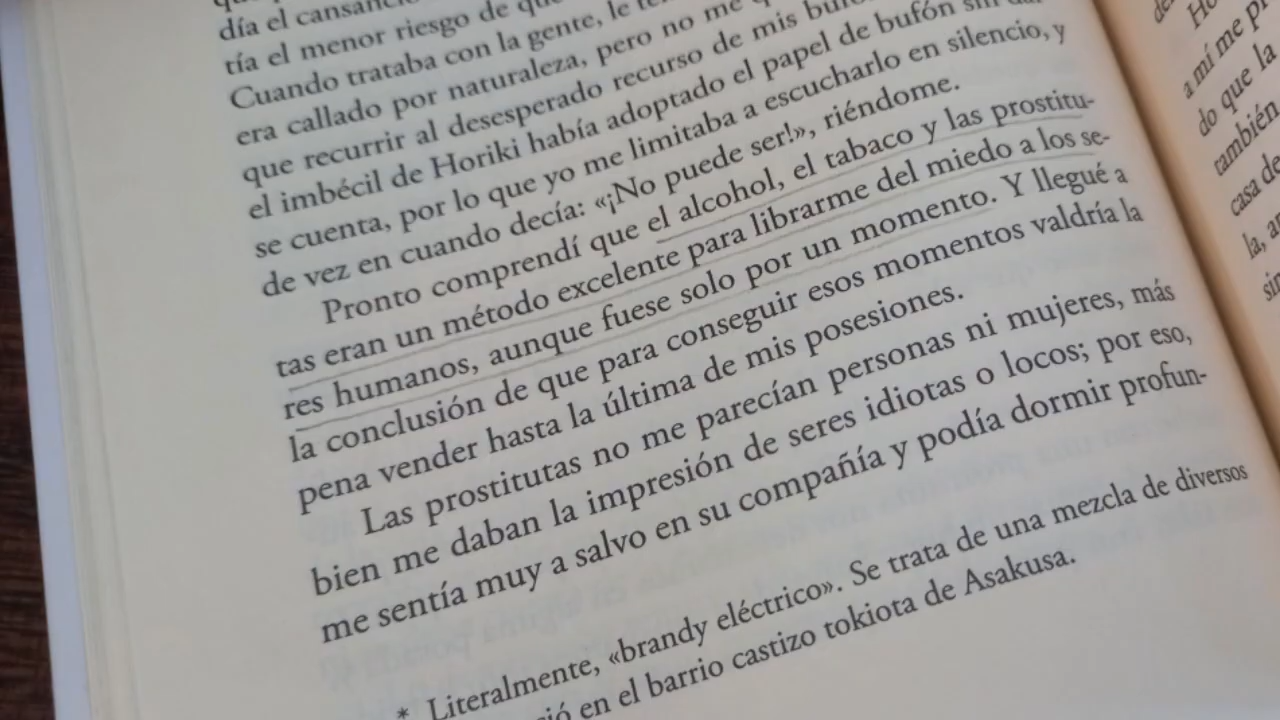 día el cansancio
tía el menor riesgo de que
Cuando trataba con la gente, le
era callado por naturaleza, pero no me
que recurrir al desesperado recurso de mis
el imbécil de Horiki había adoptado el papel de bufón sin
se cuenta, por lo que yo me limitaba a escucharlo en silencio, y
de vez en cuando decía: «¡No puede ser!», riéndome.
Pronto comprendí que el alcohol, el tabaco y las prostitu-
tas eran un método excelente para librarme del miedo a los se-
res humanos, aunque fuese solo por un momento. Y llegué a
la conclusión de que para conseguir esos momentos valdría la
pena vender hasta la última de mis posesiones.
Las prostitutas no me parecían personas ni mujeres, más
bien me daban la impresión de seres idiotas o locos; por eso,
me sentía muy a salvo en su compañía y podía dormir profun-
* Literalmente, «brandy eléctrico». Se trata de una mezcla de diversos
en el barrio castizo tokiota de Asakusa.
a mí me
do que la
también
casa de
la,